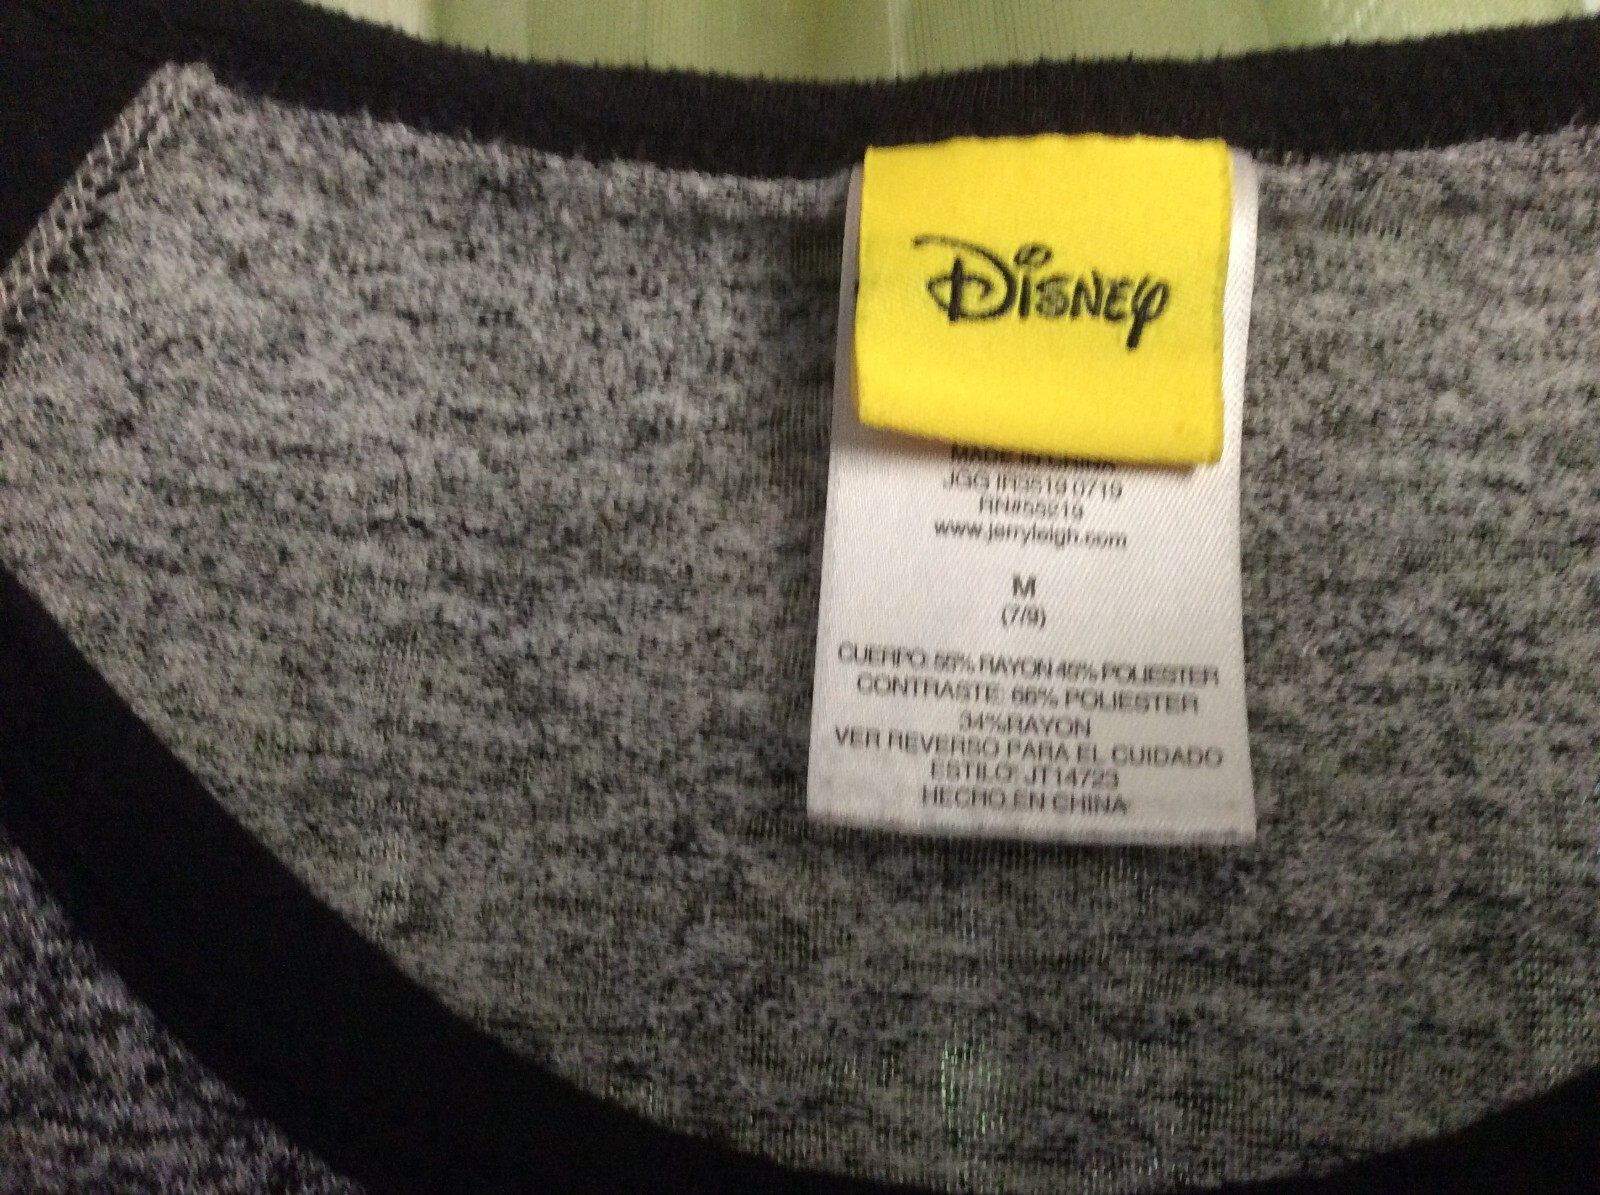 Disney
MADE IN CHINA
JGG IR3519 0719
RN#55219
www.jerryleigh.com
M
(7/9)
CUERPO: 55% RAYON 45% POLIESTER
CONTRASTE: 66% POLIESTER
34%RAYON
VER REVERSO PARA EL CUIDADO
ESTILO: JT14723
HECHO EN CHINA